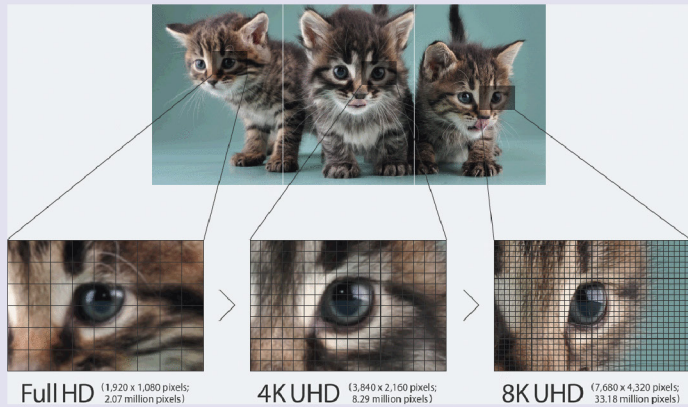 Full HD (1,920 x 1,080 pixels;
2.07 million pixels)
4K UHD (3,840 x 2,160 pixels;
8.29 million pixels)
8K UHD (7,680 x 4,320 pixels;
33.18 million pixels)